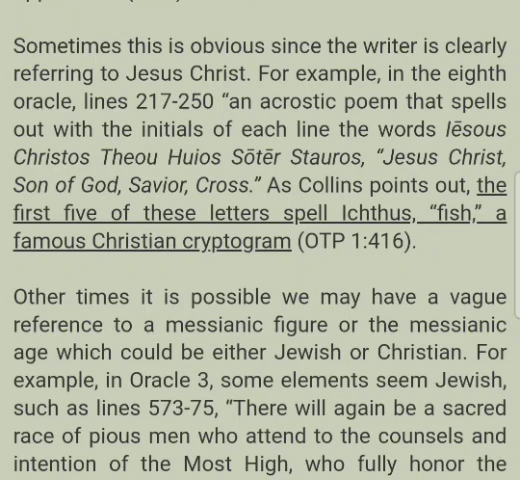 Sometimes this is obvious since the writer is clearly
referring to Jesus Christ. For example, in the eighth
oracle, lines 217-250 “an acrostic poem that spells
out with the initials of each line the words Iēsous
Christos Theou Huios Sōtēr Stauros, “Jesus Christ,
Son of God, Savior, Cross.” As Collins points out, the
first five of these letters spell Ichthus, “fish,” a
famous Christian cryptogram (OTP 1:416).
Other times it is possible we may have a vague
reference to a messianic figure or the messianic
age which could be either Jewish or Christian. For
example, in Oracle 3, some elements seem Jewish,
such as lines 573-75, “There will again be a sacred
race of pious men who attend to the counsels and
intention of the Most High, who fully honor the